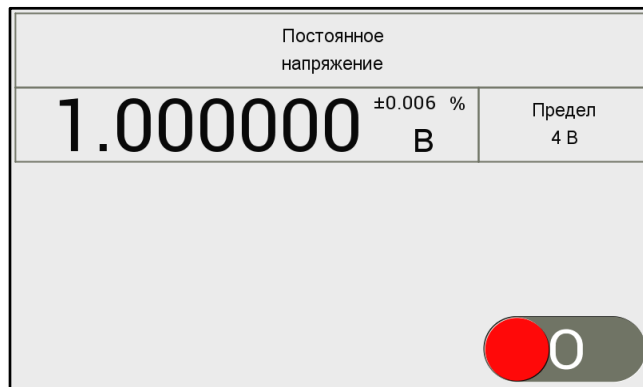 Постоянное
напряжение
1.000000 ±0.006 % В
Предел
4 В
O